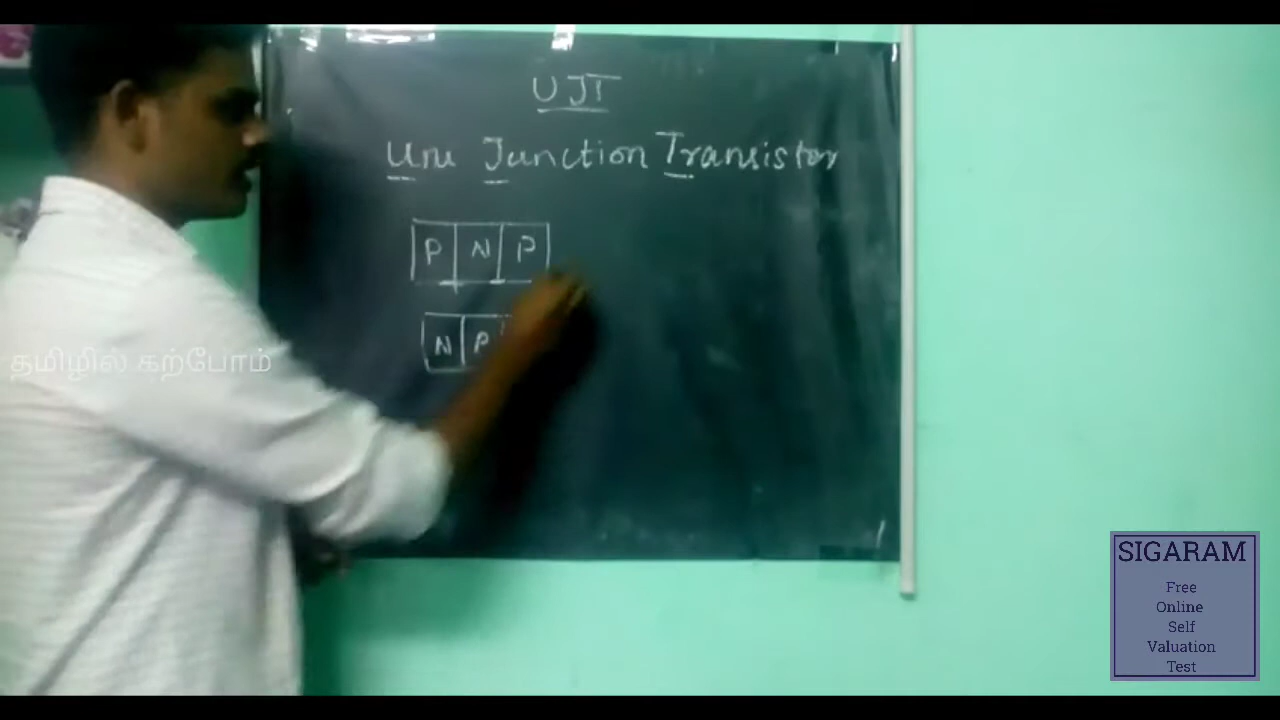 UJT
Uni Junction Transistor
P N P
N P
தமிழில் கற்போம்
SIGARAM
Free
Online
Self
Valuation
Test